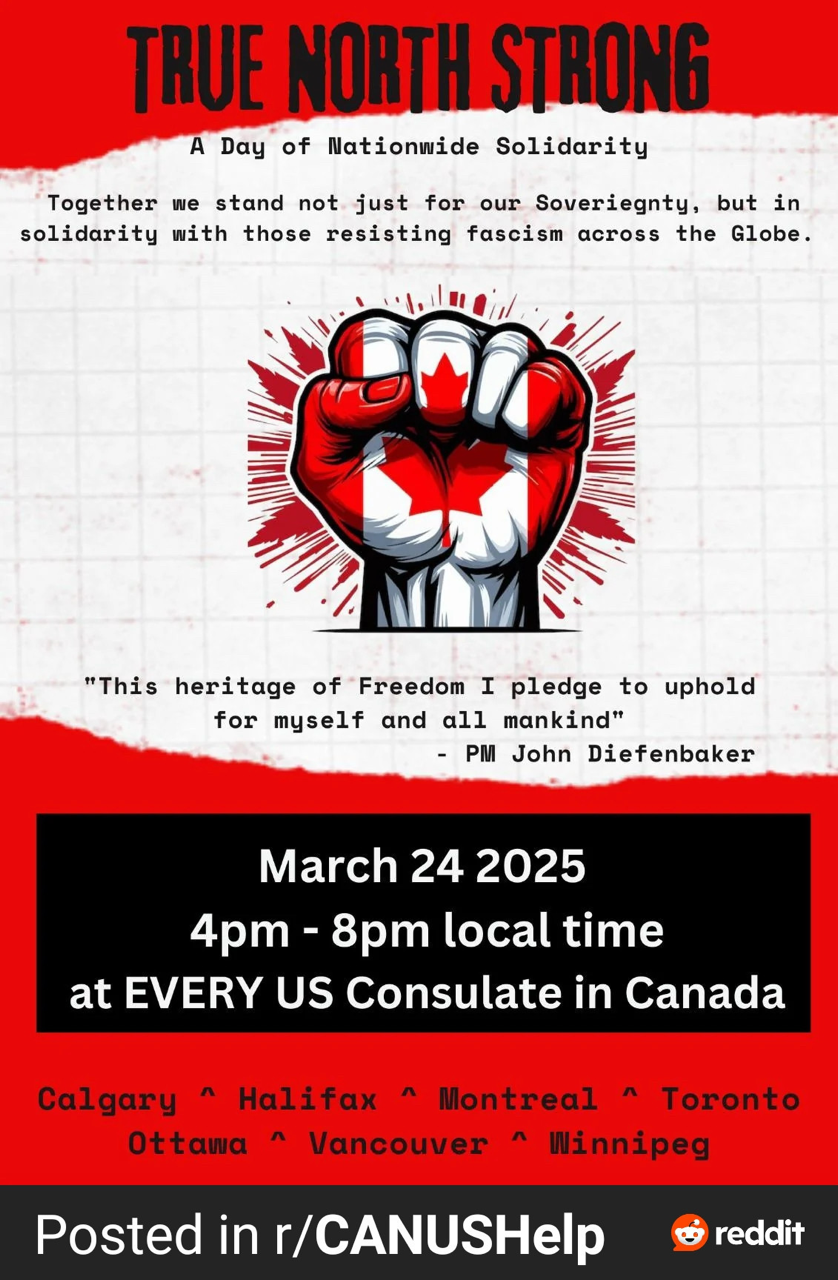 TRUE NORTH STRONG
A Day of Nationwide Solidarity
Together we stand not just for our Soveriegnty, but in
solidarity with those resisting fascism across the Globe.
"This heritage of Freedom I pledge to uphold
for myself and all mankind"
- PM John Diefenbaker
March 24 2025
4pm - 8pm local time
at EVERY US Consulate in Canada
Calgary ^ Halifax ^ Montreal ^ Toronto
Ottawa ^ Vancouver ^ Winnipeg
Posted in r/CANUSHelp reddit